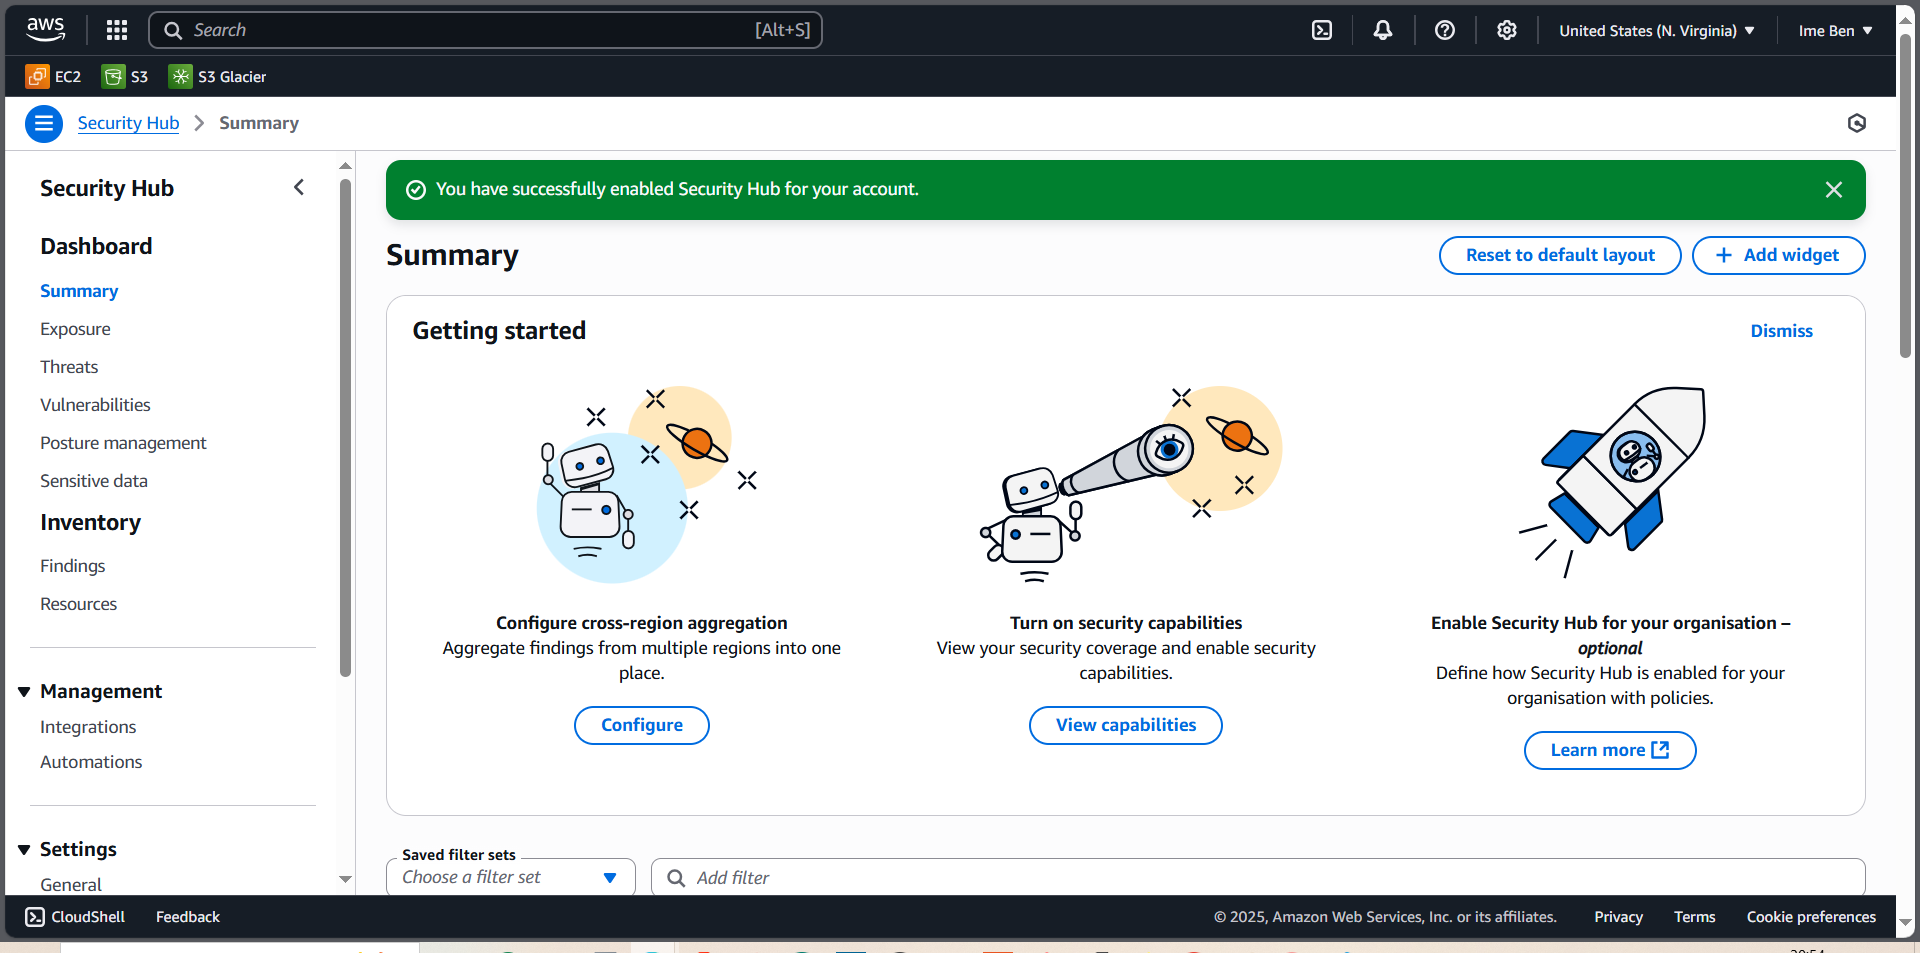 aws
Search
[Alt+S]
United States (N. Virginia)
Ime Ben
EC2
S3
S3 Glacier
Security Hub
Summary
Security Hub
Dashboard
Summary
Exposure
Threats
Vulnerabilities
Posture management
Sensitive data
Inventory
Findings
Resources
Management
Integrations
Automations
Settings
General
You have successfully enabled Security Hub for your account.
Summary
Reset to default layout
Add widget
Getting started
Dismiss
Configure cross-region aggregation
Aggregate findings from multiple regions into one
place.
Configure
Turn on security capabilities
View your security coverage and enable security
capabilities.
View capabilities
Enable Security Hub for your organisation –
optional
Define how Security Hub is enabled for your
organisation with policies.
Learn more
Saved filter sets
Choose a filter set
Add filter
CloudShell
Feedback
© 2025, Amazon Web Services, Inc. or its affiliates.
Privacy
Terms
Cookie preferences